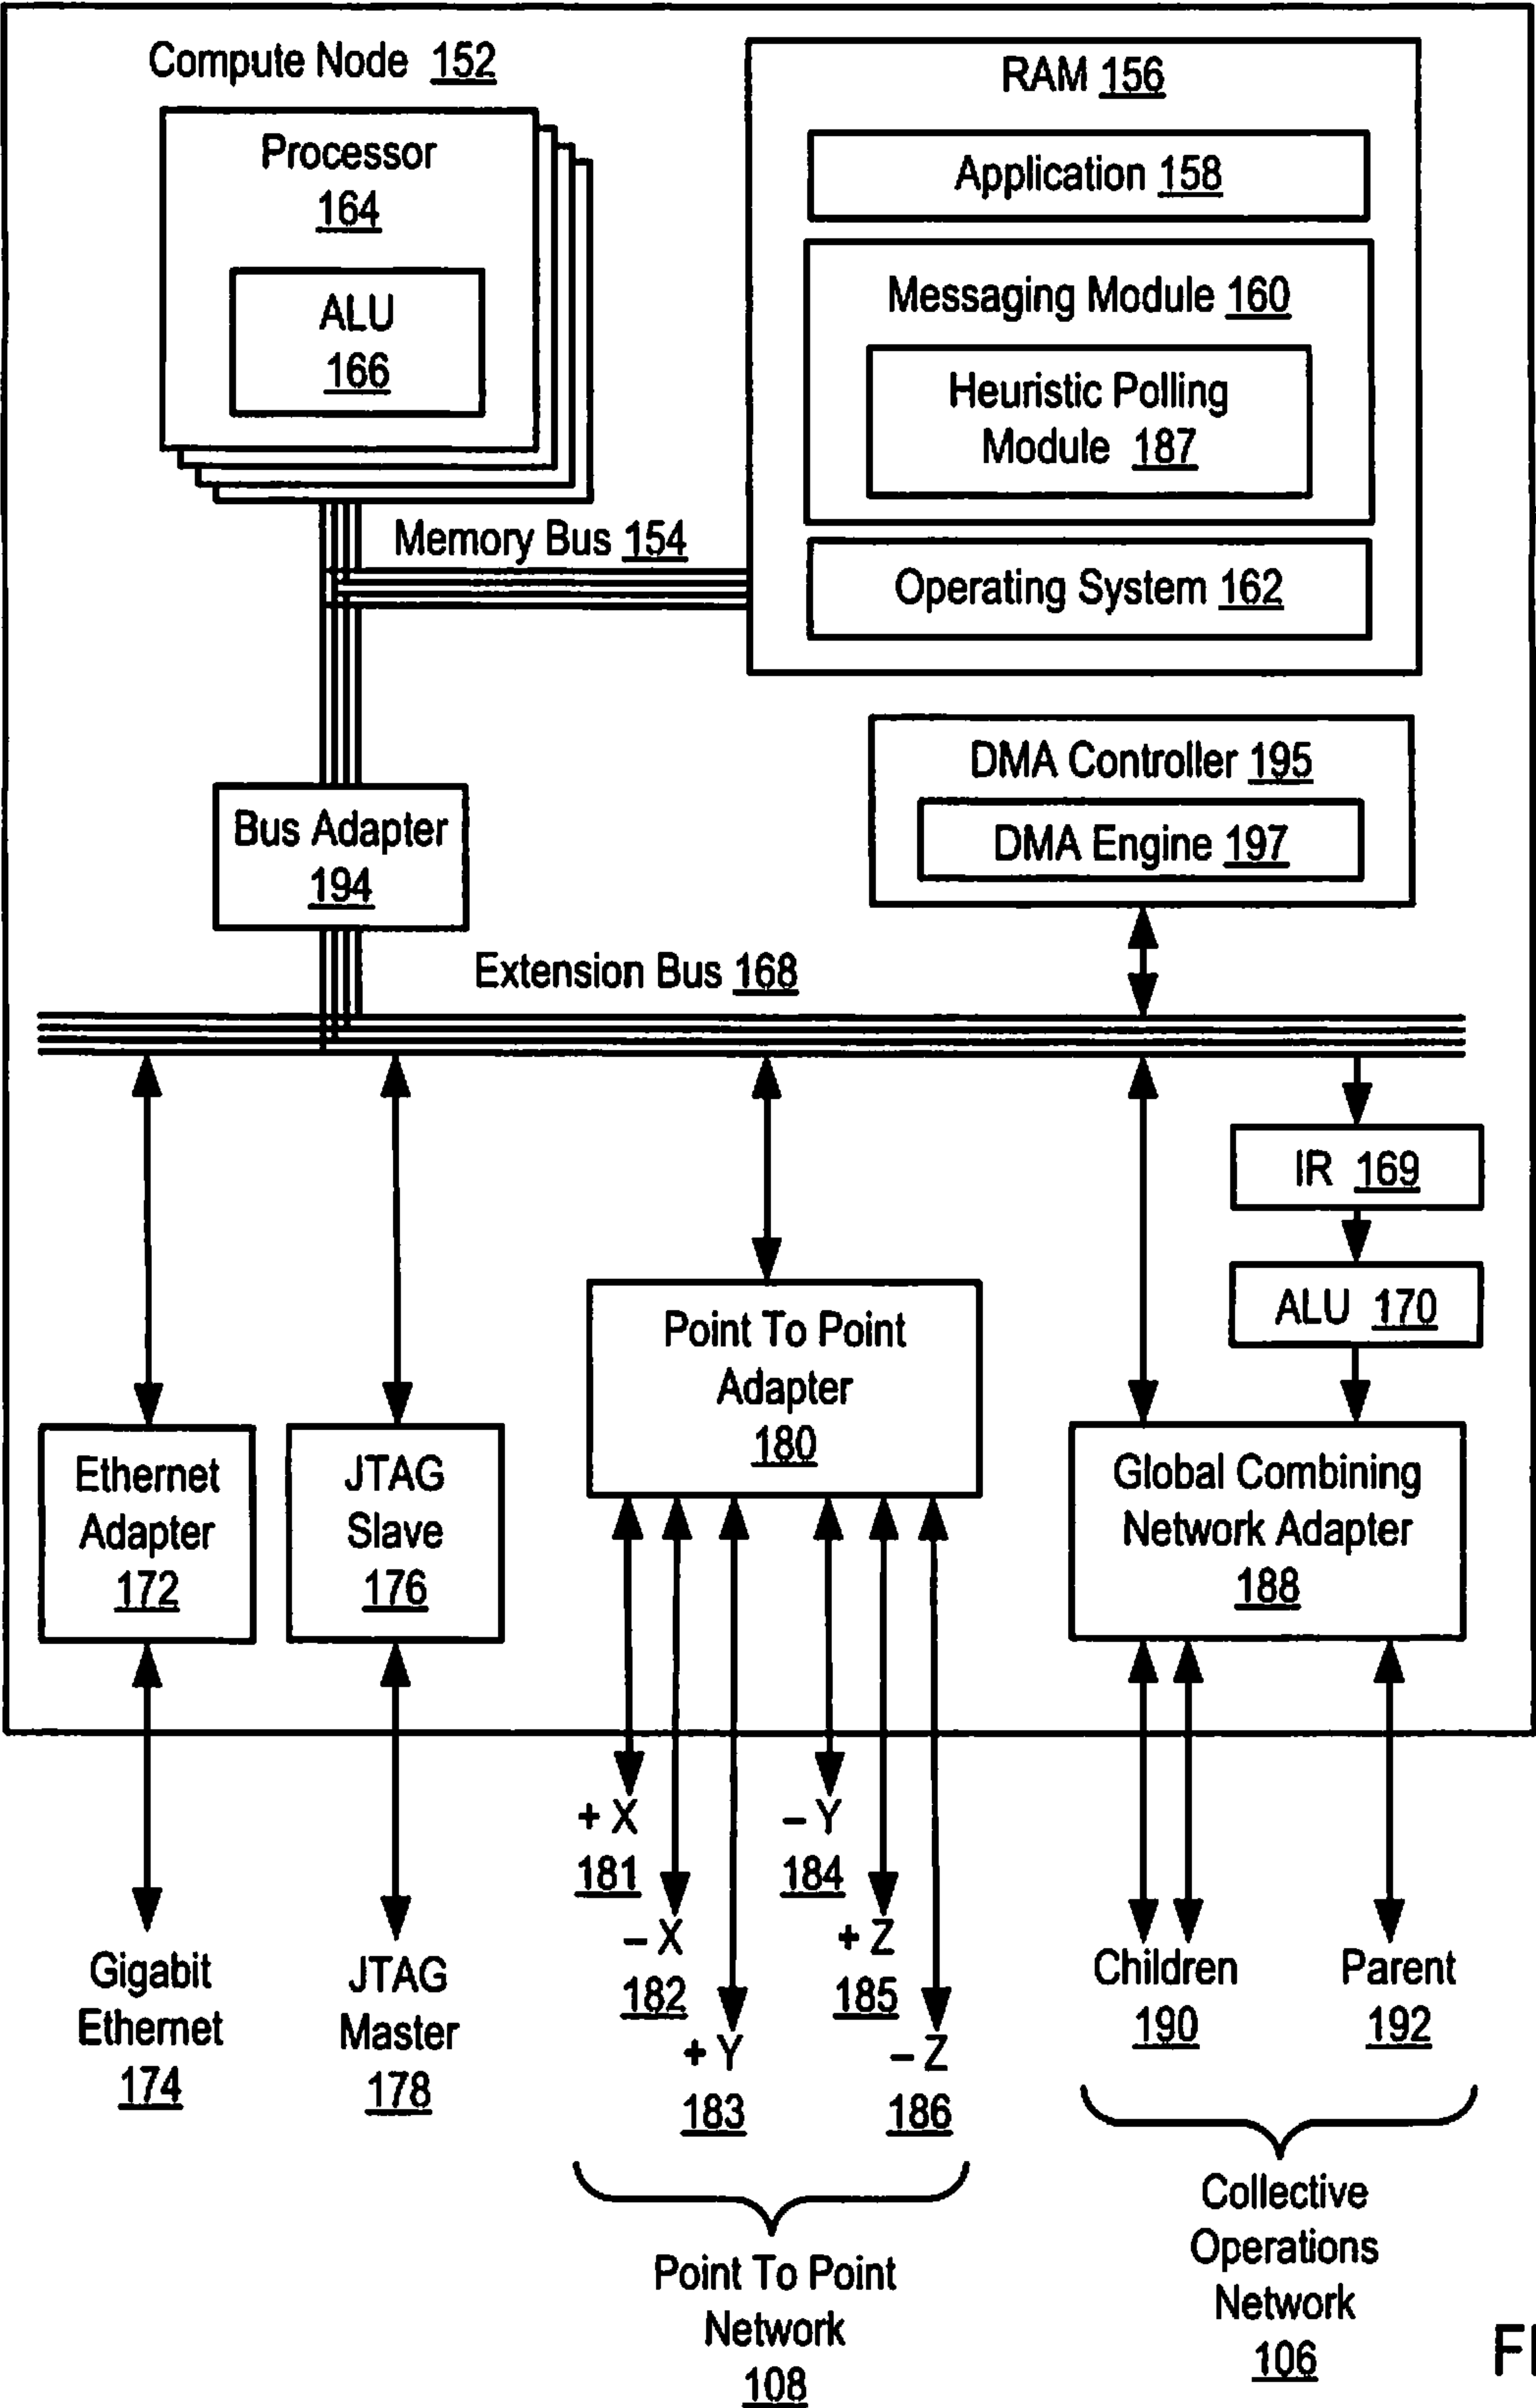 Compute Node 152
RAM 156
Processor
164
ALU
166
Application 158
Messaging Module 160
Heuristic Polling
Module 187
Operating System 162
Memory Bus 154
DMA Controller 195
DMA Engine 197
Bus Adapter
194
Extension Bus 168
IR 169
ALU 170
Point To Point
Adapter
180
Ethernet
Adapter
172
JTAG
Slave
176
Global Combining
Network Adapter
188
+ X
181
– X
182
+ Y
183
– Y
184
+ Z
185
– Z
186
Gigabit
Ethernet
174
JTAG
Master
178
Children
190
Parent
192
Point To Point
Network
108
Collective
Operations
Network
106